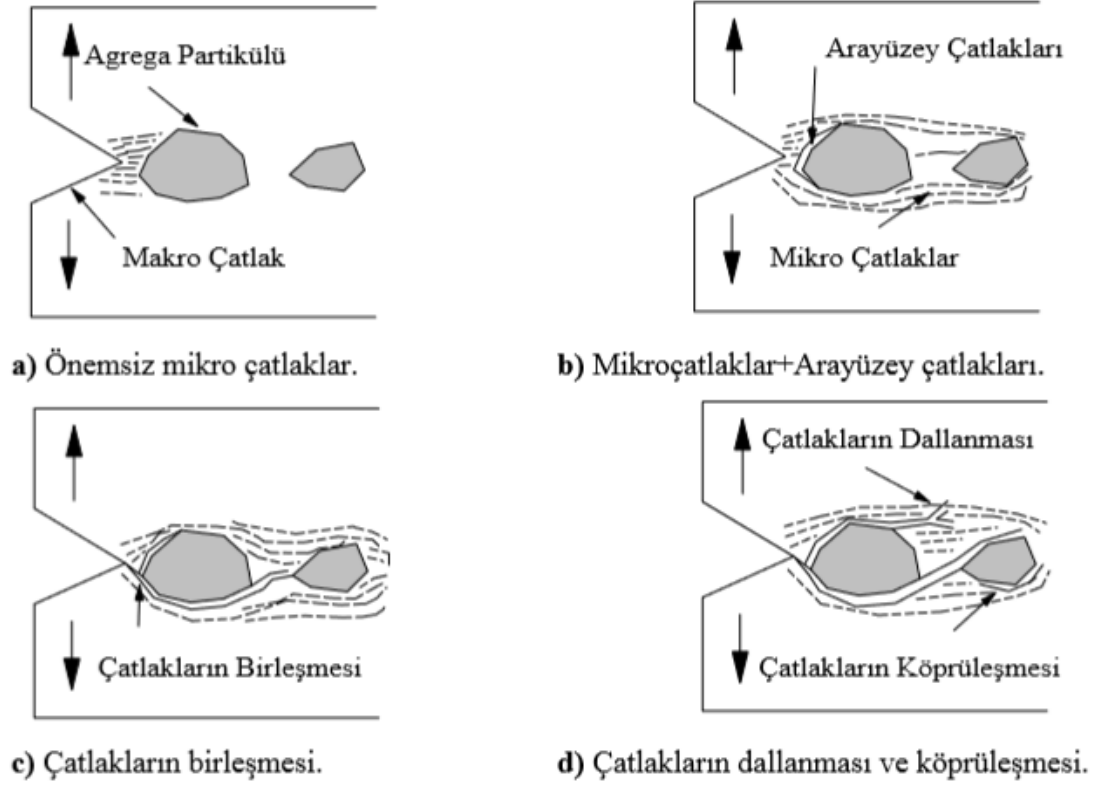 Agrega Partikülü
Makro Çatlak
a) Önemsiz mikro çatlaklar.
Arayüzey Çatlakları
Mikro Çatlaklar
b) Mikroçatlaklar+Arayüzey çatlakları.
Çatlakların Birleşmesi
c) Çatlakların birleşmesi.
Çatlakların Dallanması
Çatlakların Köprüleşmesi
d) Çatlakların dallanması ve köprüleşmesi.